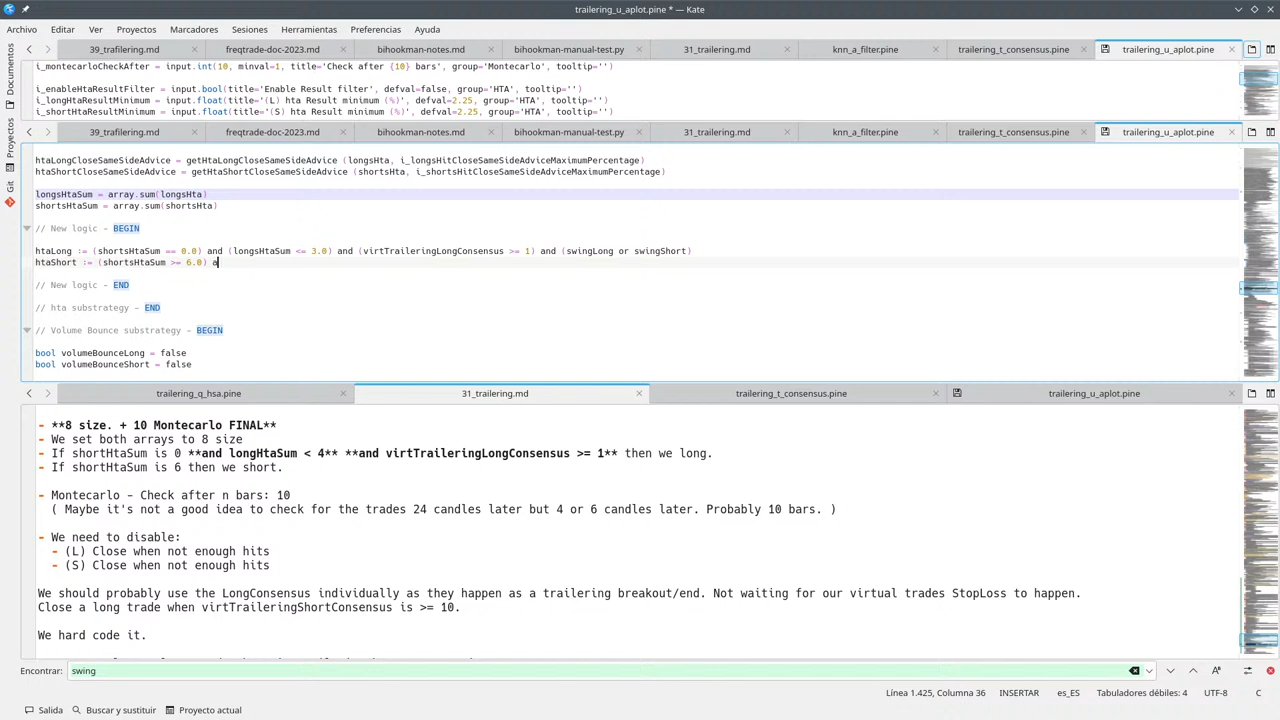 trailering_u_aplot.pine * — Kate
Archivo Editar Ver Proyectos Marcadores Sesiones Herramientas Preferencias Ayuda
Documentos
Proyectos
Git
39_trafilering.md freqtrade-doc-2023.md bihookman-notes.md bihookman-manual-test.py 31_trailering.md knn_a_filter.pine trailering_t_consensus.pine trailering_u_aplot.pine
i_montecarloCheckAfter = input.int(10, minval=1, title='Check after {10} bars', group='Montecarlo', tooltip='')
i_enableHtaResultFilter = input.bool(title='Enable Result filter', defval=false, group='HTA', tooltip='')
i_longHtaResultMinimum = input.float(title='(L) hta Result minimum (%)', defval=2.25, group='HTA', tooltip='')
i_shortHtaResultMinimum = input.float(title='(S) hta Result minimum (%)', defval=2.25, group='HTA', tooltip='')
39_trailering.md freqtrade-doc-2023.md bihookman-notes.md bihookman-manual-test.py 31_trailering.md knn_a_filter.pine trailering_t_consensus.pine trailering_u_aplot.pine
htaLongCloseSameSideAdvice = getHtaLongCloseSameSideAdvice (longsHta, i_longsHitCloseSameSideAdviceMaximumPercentage)
htaShortCloseSameSideAdvice = getHtaShortCloseSameSideAdvice (shortsHta, i_shortsHitCloseSameSideAdviceMaximumPercentage)
longsHtaSum = array.sum(longsHta)
shortsHtaSum = array.sum(shortsHta)
// New logic - BEGIN
htaLong := (shortsHtaSum == 0.0) and (longsHtaSum <= 3.0) and (virtTraileringLongConsensus >= 1) and swingLong or swingShort)
htaShort := (shortsHtaSum >= 6.0) a
// New logic - END
// hta substrategy - END
// Volume Bounce substrategy - BEGIN
bool volumeBounceLong = false
bool volumeBounceShort = false
trailering_q_hsa.pine 31_trailering.md trailering_t_consensus.pine trailering_u_aplot.pine
- **8 size. + 10 Montecarlo FINAL**
- We set both arrays to 8 size
- If shortHtaSum is 0 **and longHtaSum < 4** **and virtTraileringLongConsensus >= 1** then we long.
- If shortHtaSum is 6 then we short.
- Montecarlo - Check after n bars: 10
( Maybe it's not a good idea to check for the trades 24 candles later or 6 candles later. Probably 10 bars. )
- We need to disable:
- (L) Close when not enough hits
- (S) Close when not enough hits
We should probably use the LongConsensus individually as they happen as a trailering breakout/end. Not waiting for our virtual trades Stoploss to happen.
Close a long trade when virtTraileringShortConsensus is >= 10.
We hard code it.
Encontrar: swing
Línea 1.425, Columna 36 INSERTAR es_ES Tabuladores débiles: 4 UTF-8 C
Salida Buscar y sustituir Proyecto actual